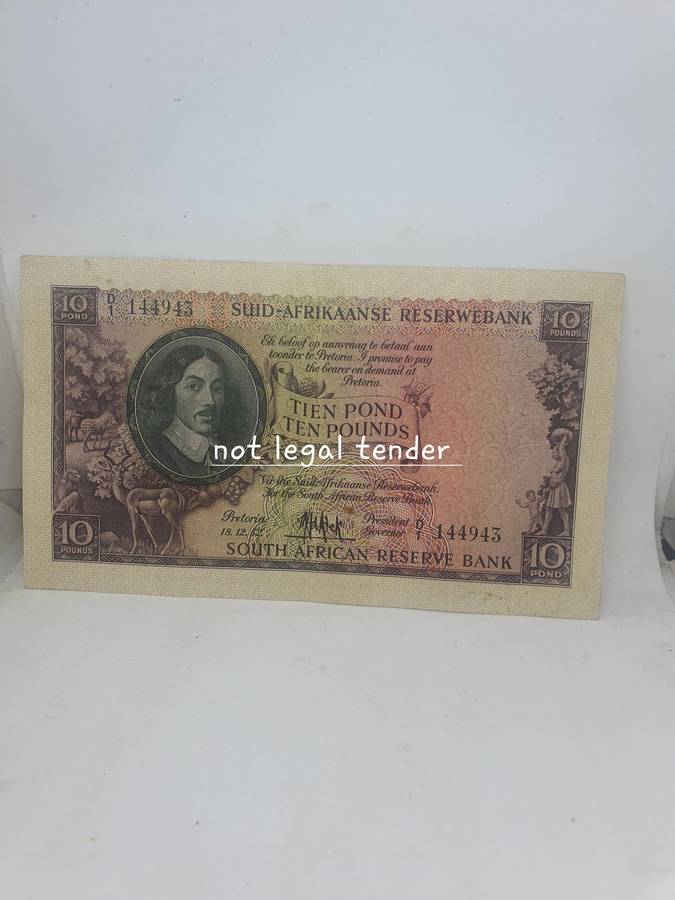 10
POND
D/1 144943
SUID-AFRIKAANSE RESERWEBANK
10
POUNDS
Ek beloof op aanvraag te betaal aan
toonder te Pretoria. I promise to pay
the bearer on demand at
Pretoria.
TIEN POND
TEN POUNDS
not legal tender
Vir die Suid-Afrikaanse Reserwebank.
for the South African Reserve Bank.
Pretoria
18.12.52
President
Governor
D/1 144943
10
POUNDS
SOUTH AFRICAN RESERVE BANK
10
POND